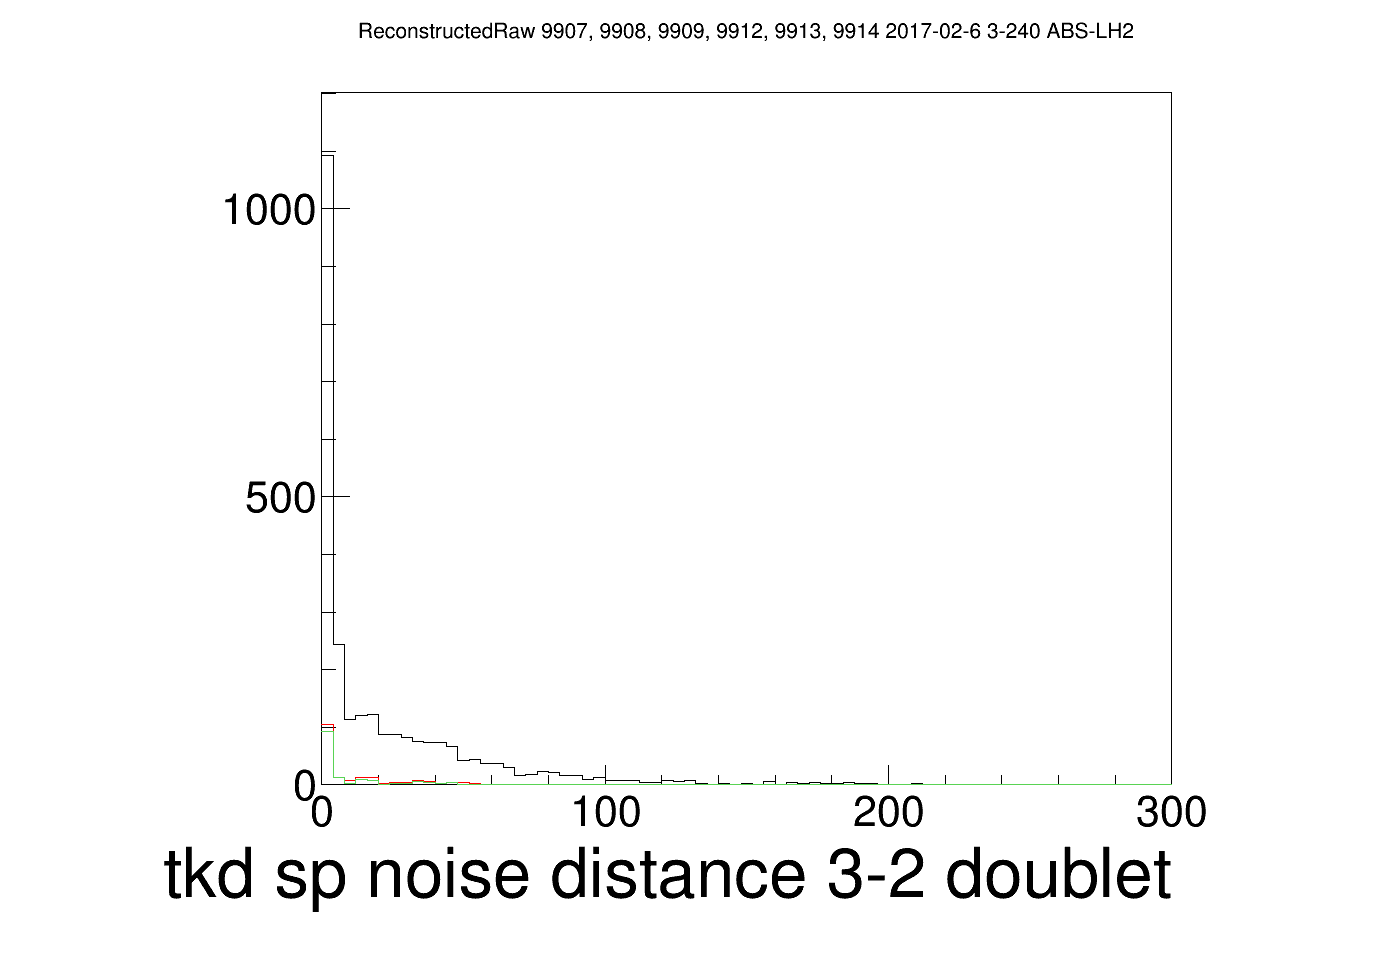 ReconstructedRaw 9907, 9908, 9909, 9912, 9913, 9914 2017-02-6 3-240 ABS-LH2
1000
500
0
0 100 200 300
tkd sp noise distance 3-2 doublet